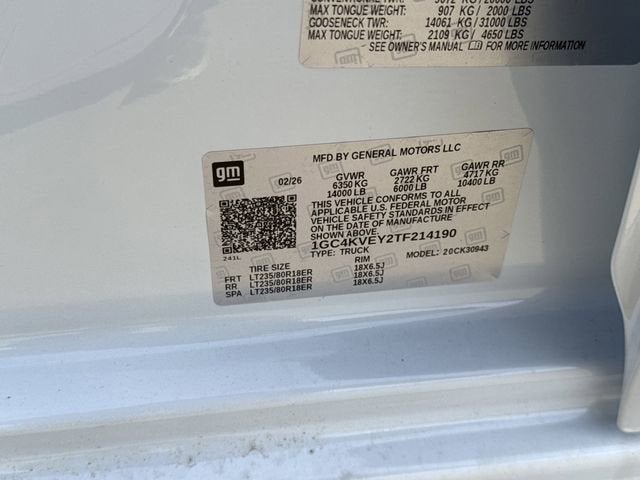 MAX TONGUE WEIGHT: 907 KG/ 2000 LBS
GOOSENECK TWR: 14061 KG/31000 LBS
MAX TONGUE WEIGHT: 2109 KG/ 4650 LBS
SEE OWNER'S MANUAL FOR MORE INFORMATION
gm
MFD BY GENERAL MOTORS LLC
02/26 GVWR GAWR FRT GAWR RR
6350 KG 2722 KG 4717 KG
14000 LB 6000 LB 10400 LB
THIS VEHICLE CONFORMS TO ALL
APPLICABLE U.S. FEDERAL MOTOR
VEHICLE SAFETY STANDARDS IN EFFECT
ON THE DATE OF MANUFACTURE
SHOWN ABOVE.
1GC4KVEY2TF214190
241L TYPE: TRUCK MODEL: 20CK30943
TIRE SIZE RIM
FRT LT235/80R18ER 18X6.5J
RR LT235/80R18ER 18X6.5J
SPA LT235/80R18ER 18X6.5J